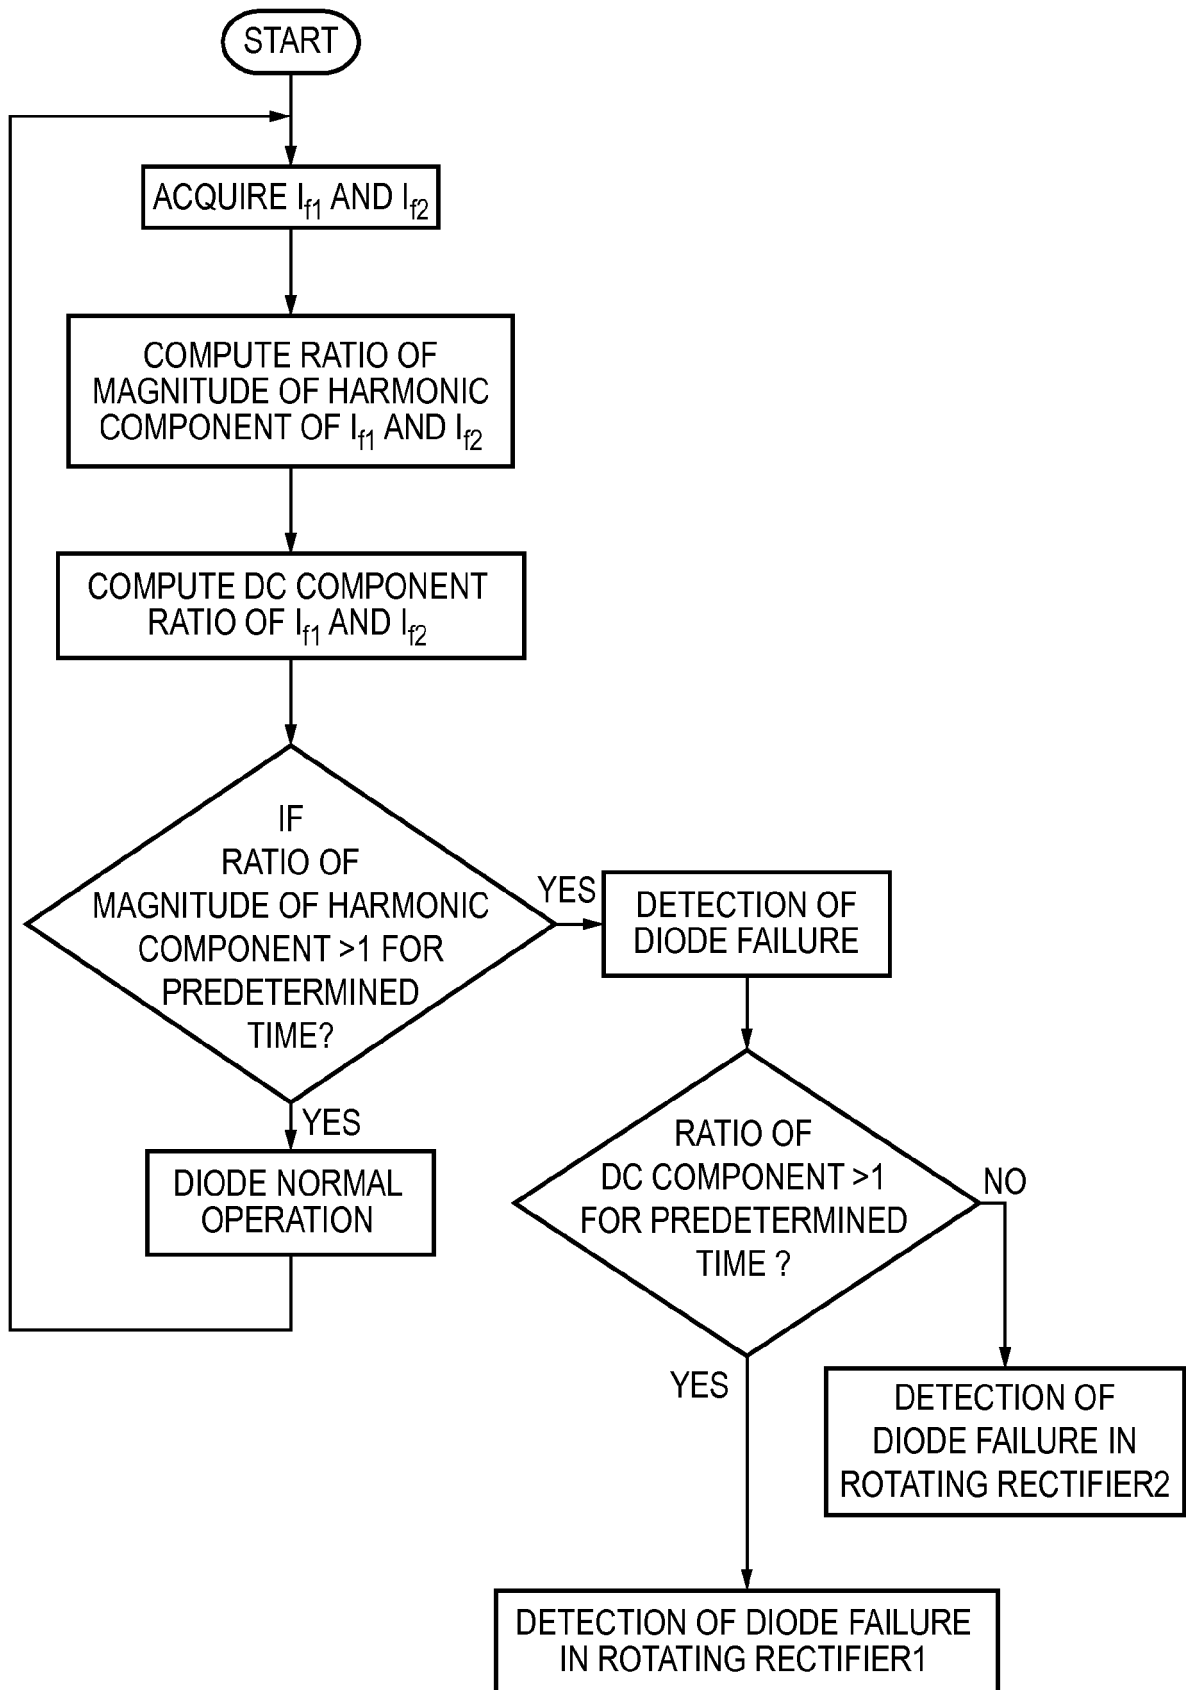 START
ACQUIRE If1 AND If2
COMPUTE RATIO OF
MAGNITUDE OF HARMONIC
COMPONENT OF If1 AND If2
COMPUTE DC COMPONENT
RATIO OF If1 AND If2
IF
RATIO OF
MAGNITUDE OF HARMONIC
COMPONENT >1 FOR
PREDETERMINED
TIME?
YES
DETECTION OF
DIODE FAILURE
YES
DIODE NORMAL
OPERATION
RATIO OF
DC COMPONENT >1
FOR PREDETERMINED
TIME ?
NO
YES
DETECTION OF
DIODE FAILURE IN
ROTATING RECTIFIER2
DETECTION OF DIODE FAILURE
IN ROTATING RECTIFIER1